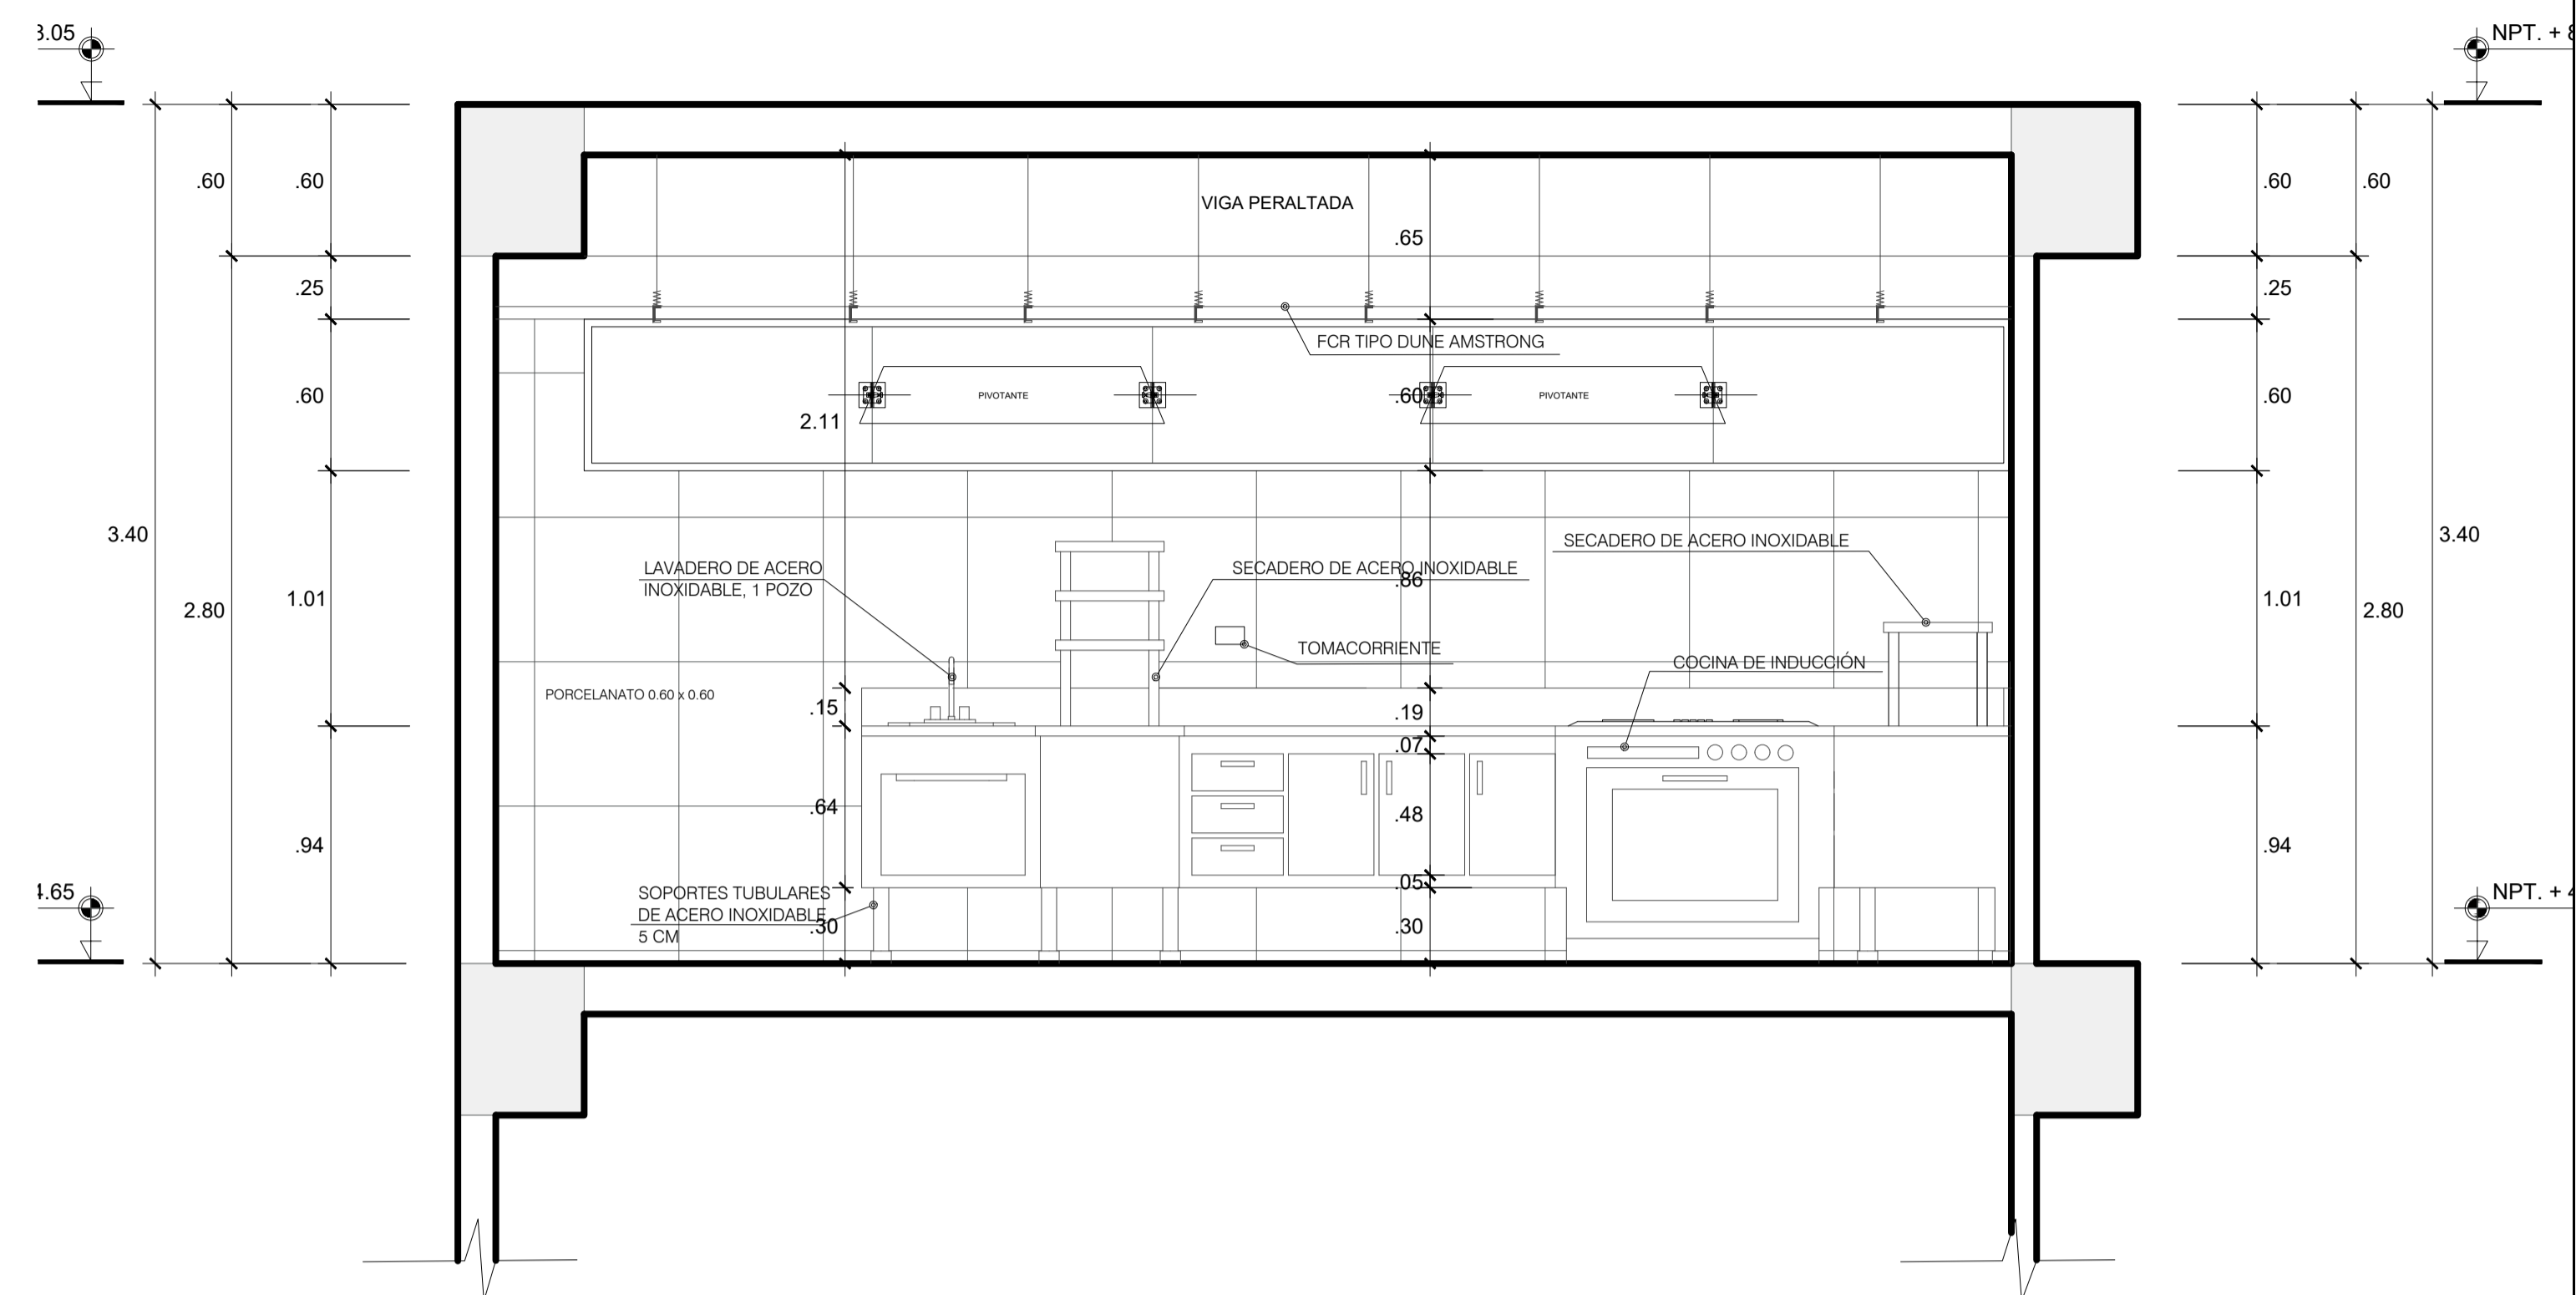 3.05
NPT. + 8
.60
.60
.60
.60
VIGA PERALTADA
.65
.25
.25
FCR TIPO DUNE AMSTRONG
.60
PIVOTANTE
.60
PIVOTANTE
.60
2.11
3.40
SECADERO DE ACERO INOXIDABLE
3.40
LAVADERO DE ACERO
INOXIDABLE, 1 POZO
SECADERO DE ACERO INOXIDABLE
.86
2.80
1.01
1.01
2.80
TOMACORRIENTE
COCINA DE INDUCCIÓN
PORCELANATO 0.60 x 0.60
.15
.19
.07
.64
.48
.94
.94
4.65
SOPORTES TUBULARES
DE ACERO INOXIDABLE
5 CM
.30
.05
.30
NPT. + 4